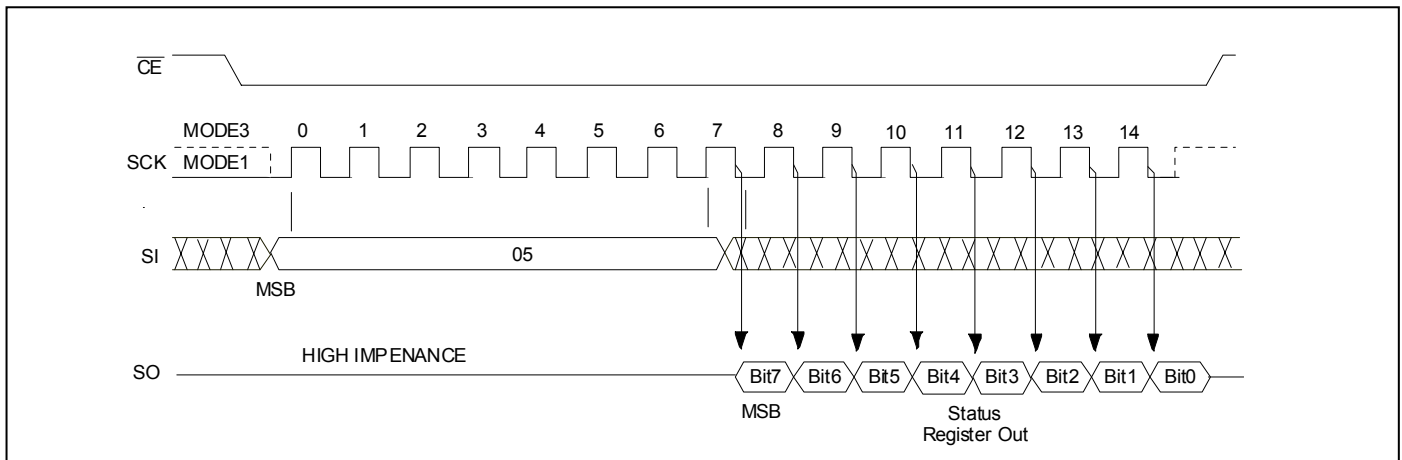 CE
MODE3 0 1 2 3 4 5 6 7 8 9 10 11 12 13 14
SCK MODE1
SI 05
MSB
HIGH IMPENANCE
SO Bit7 Bit6 Bit5 Bit4 Bit3 Bit2 Bit1 Bit0
MSB Status
Register Out